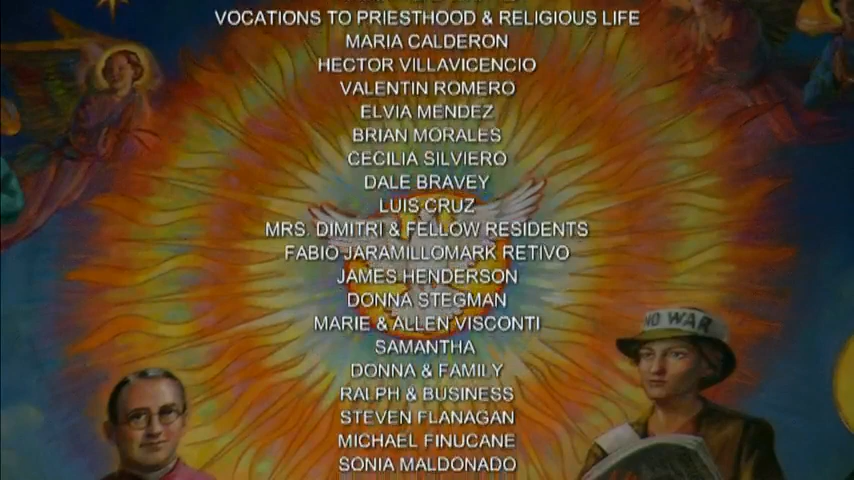 VOCATIONS TO PRIESTHOOD & RELIGIOUS LIFE
MARIA CALDERON
HECTOR VILLAVICENCIO
VALENTIN ROMERO
ELVIA MENDEZ
BRIAN MORALES
CECILIA SILVIERO
DALE BRAVEY
LUIS CRUZ
MRS. DIMITRI & FELLOW RESIDENTS
FABIO JARAMILLOMARK RETIVO
JAMES HENDERSON
DONNA STEGMAN
MARIE & ALLEN VISCONTI
NO WAR
SAMANTHA
DONNA & FAMILY
RALPH & BUSINESS
STEVEN FLANAGAN
MICHAEL FINUCANE
SONIA MALDONADO